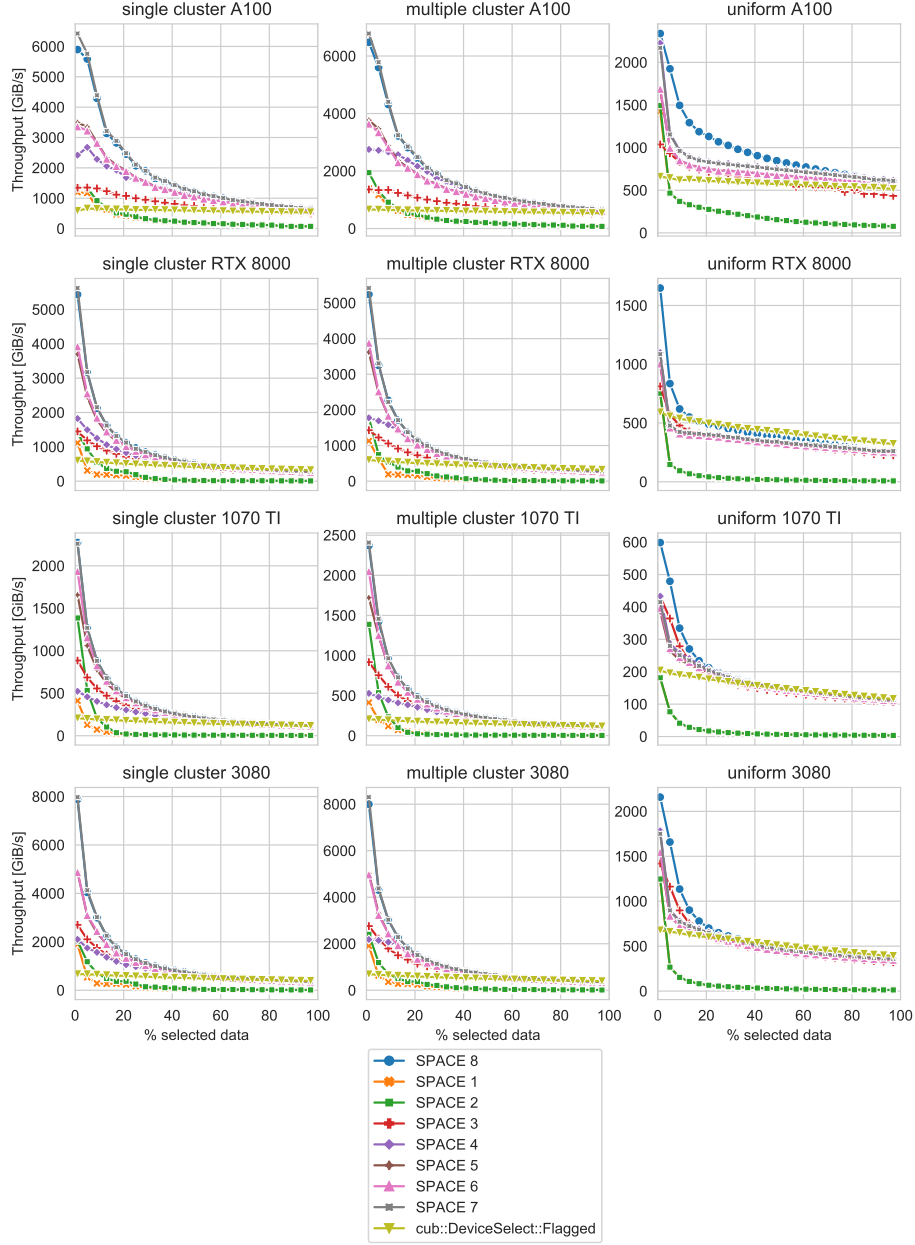 single cluster A100
multiple cluster A100
uniform A100
Throughput [GiB/s]
6000
5000
4000
3000
2000
1000
0
6000
4000
2000
0
2000
1500
1000
500
0
single cluster RTX 8000
multiple cluster RTX 8000
uniform RTX 8000
Throughput [GiB/s]
5000
4000
3000
2000
1000
0
5000
4000
3000
2000
1000
0
1500
1000
500
0
single cluster 1070 TI
multiple cluster 1070 TI
uniform 1070 TI
Throughput [GiB/s]
2000
1500
1000
500
0
2500
2000
1500
1000
500
0
600
500
400
300
200
100
0
single cluster 3080
multiple cluster 3080
uniform 3080
Throughput [GiB/s]
8000
6000
4000
2000
0
8000
6000
4000
2000
0
2000
1500
1000
500
0
0 20 40 60 80 100
0 20 40 60 80 100
0 20 40 60 80 100
% selected data
% selected data
% selected data
SPACE 8
SPACE 1
SPACE 2
SPACE 3
SPACE 4
SPACE 5
SPACE 6
SPACE 7
cub::DeviceSelect::Flagged